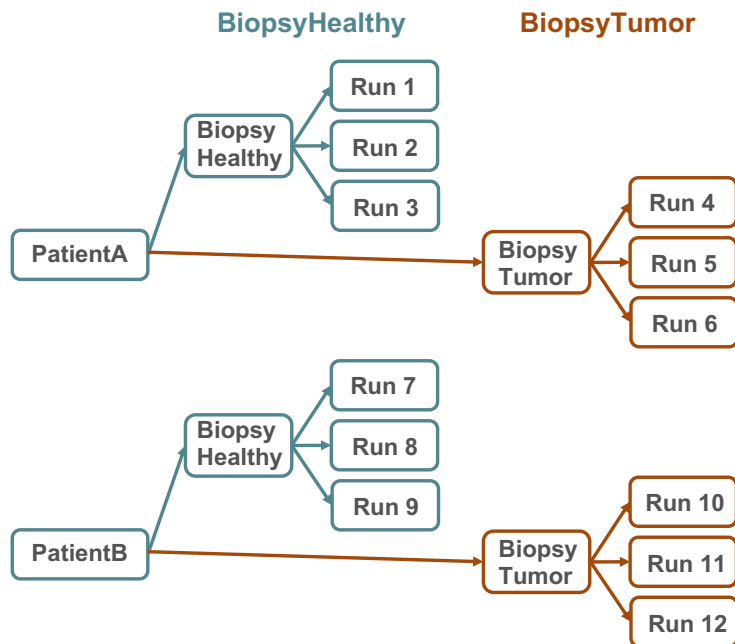 BiopsyHealthy
BiopsyTumor
Run 1
Biopsy
Healthy
Run 2
Run 3
PatientA
Biopsy
Tumor
Run 4
Run 5
Run 6
Run 7
Biopsy
Healthy
Run 8
Run 9
PatientB
Biopsy
Tumor
Run 10
Run 11
Run 12